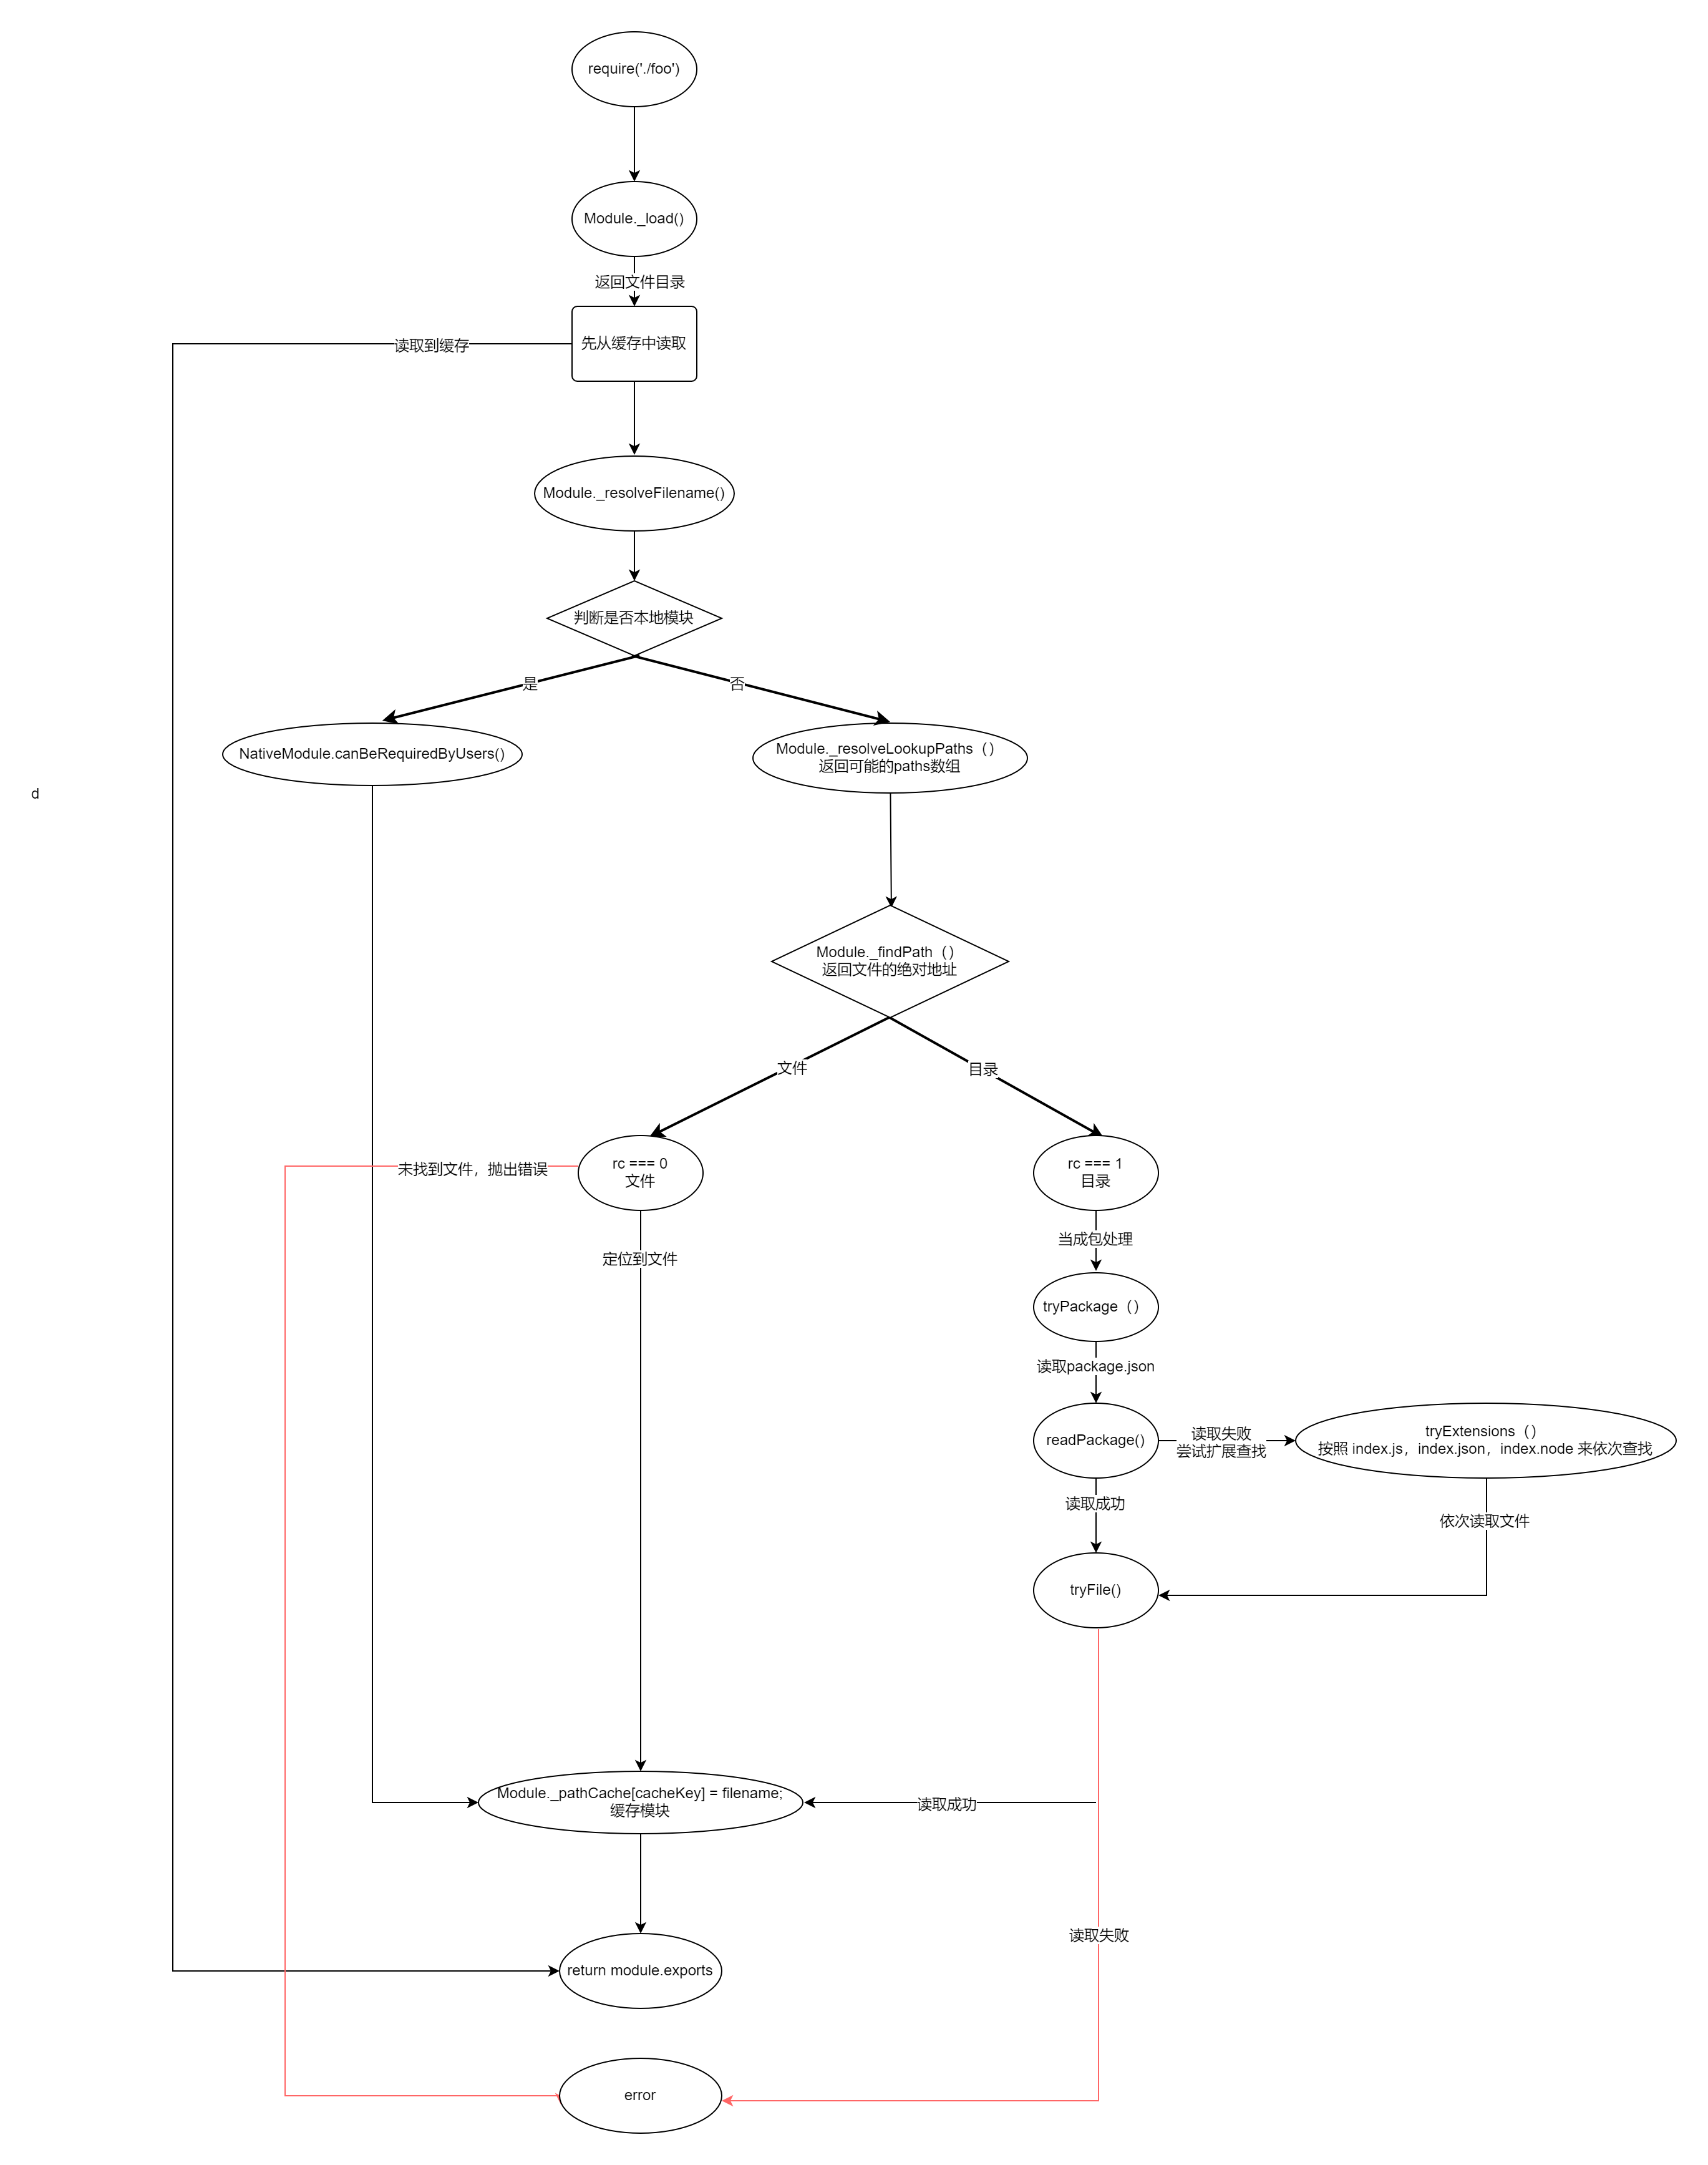 require('./foo')
Module._load()
返回文件目录
先从缓存中读取
读取到缓存
Module._resolveFilename()
判断是否本地模块
是
否
NativeModule.canBeRequiredByUsers()
Module._resolveLookupPaths（）
返回可能的paths数组
d
Module._findPath（）
返回文件的绝对地址
文件
目录
rc === 0
文件
rc === 1
目录
未找到文件，抛出错误
定位到文件
当成包处理
tryPackage（）
读取package.json
readPackage()
读取失败
尝试扩展查找
tryExtensions（）
按照 index.js，index.json，index.node 来依次查找
读取成功
依次读取文件
tryFile()
Module._pathCache[cacheKey] = filename;
缓存模块
读取成功
读取失败
return module.exports
error